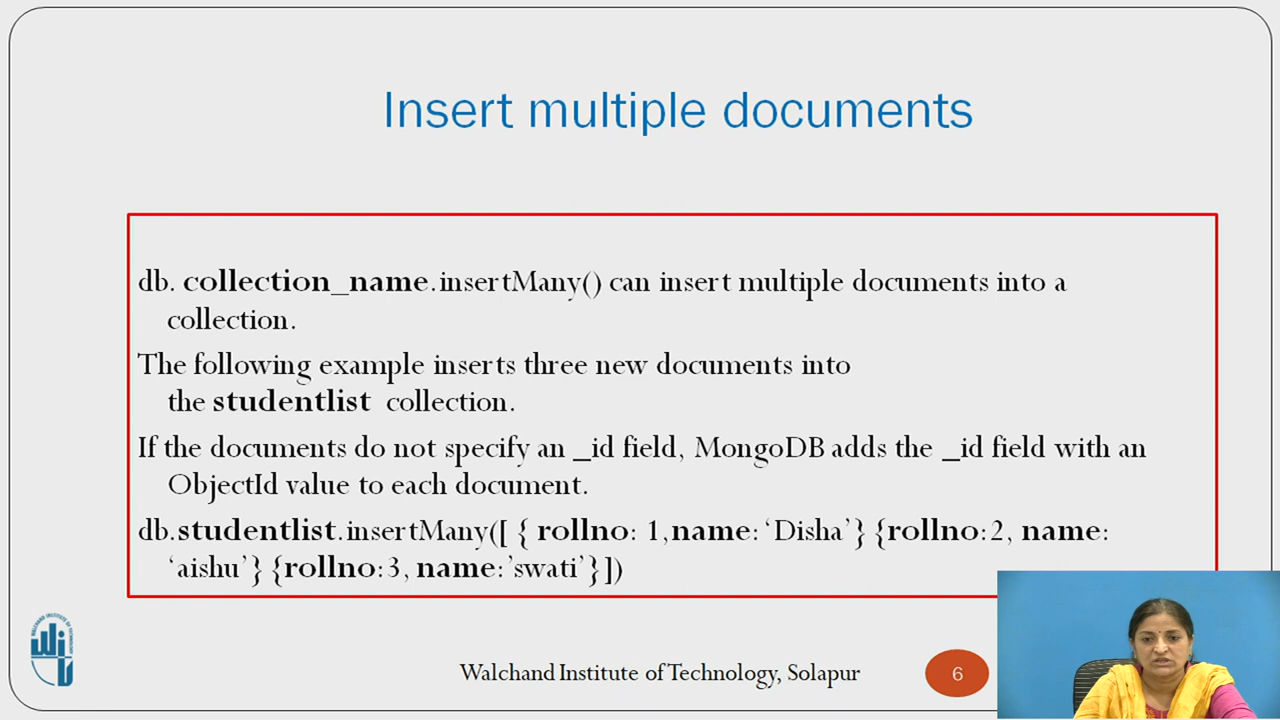 Insert multiple documents
db. collection_name.insertMany() can insert multiple documents into a
collection.
The following example inserts three new documents into
the studentlist collection.
If the documents do not specify an _id field, MongoDB adds the _id field with an
ObjectId value to each document.
db.studentlist.insertMany([ { rollno: 1,name: ‘Disha’} {rollno:2, name:
‘aishu’} {rollno:3, name:’swati’}])
Walchand Institute of Technology, Solapur
6